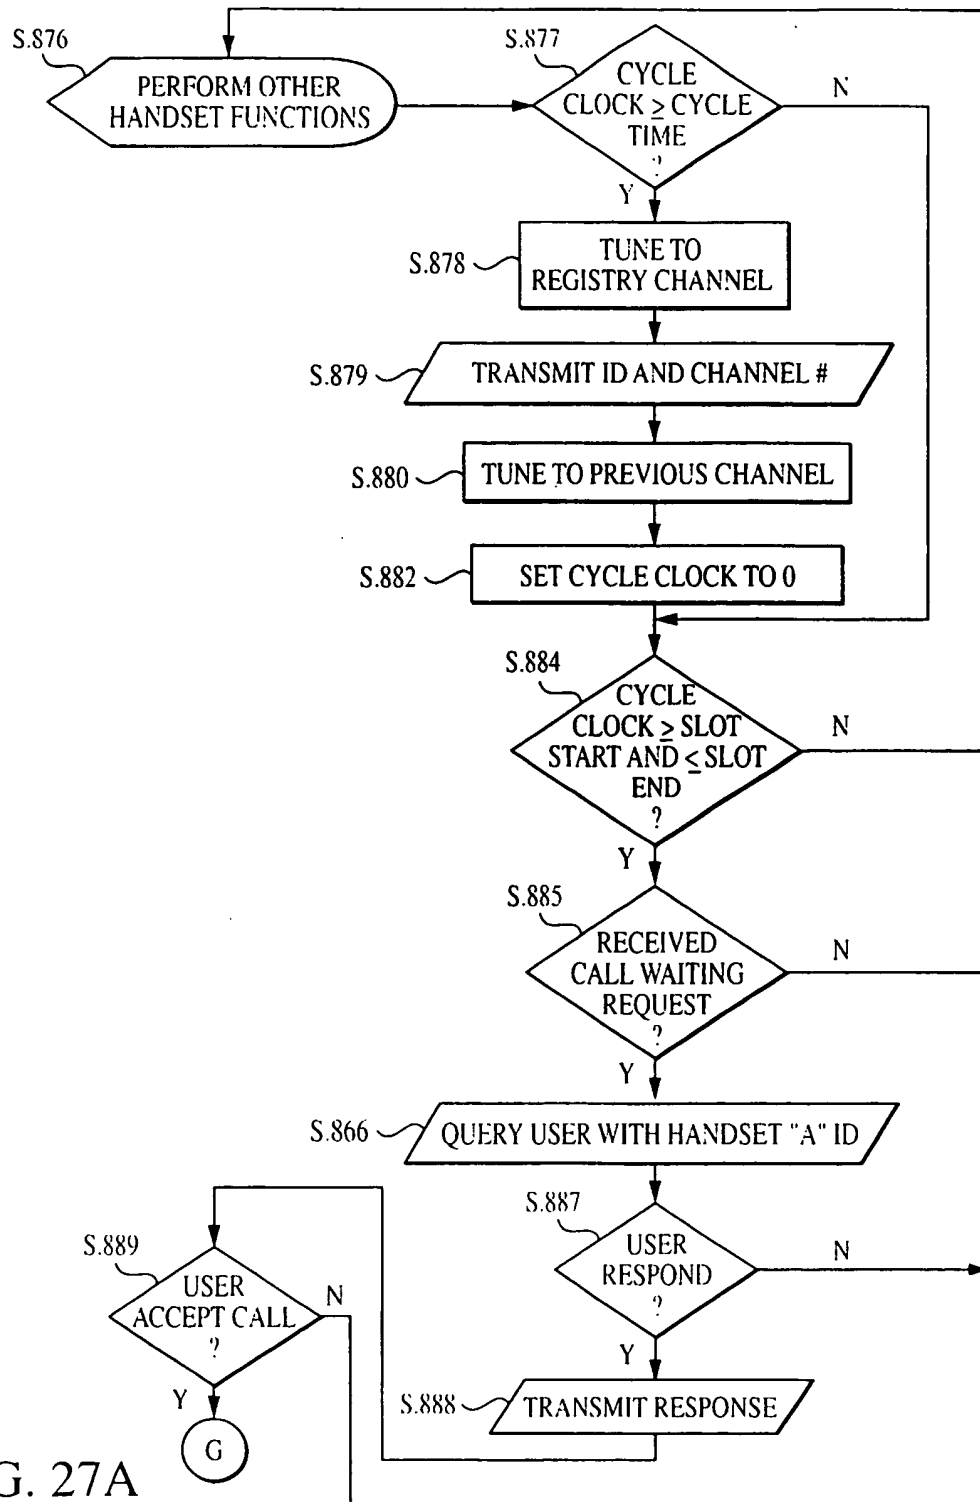 S.876
PERFORM OTHER
HANDSET FUNCTIONS
S.877
CYCLE
CLOCK ≥ CYCLE
TIME
?
N
Y
S.878
TUNE TO
REGISTRY CHANNEL
S.879
TRANSMIT ID AND CHANNEL #
S.880
TUNE TO PREVIOUS CHANNEL
S.882
SET CYCLE CLOCK TO 0
S.884
CYCLE
CLOCK ≥ SLOT
START AND ≤ SLOT
END
?
N
Y
S.885
RECEIVED
CALL WAITING
REQUEST
?
N
Y
S.866
QUERY USER WITH HANDSET "A" ID
S.887
USER
RESPOND
?
N
Y
S.888
TRANSMIT RESPONSE
S.889
USER
ACCEPT CALL
?
N
Y
G
G. 27A